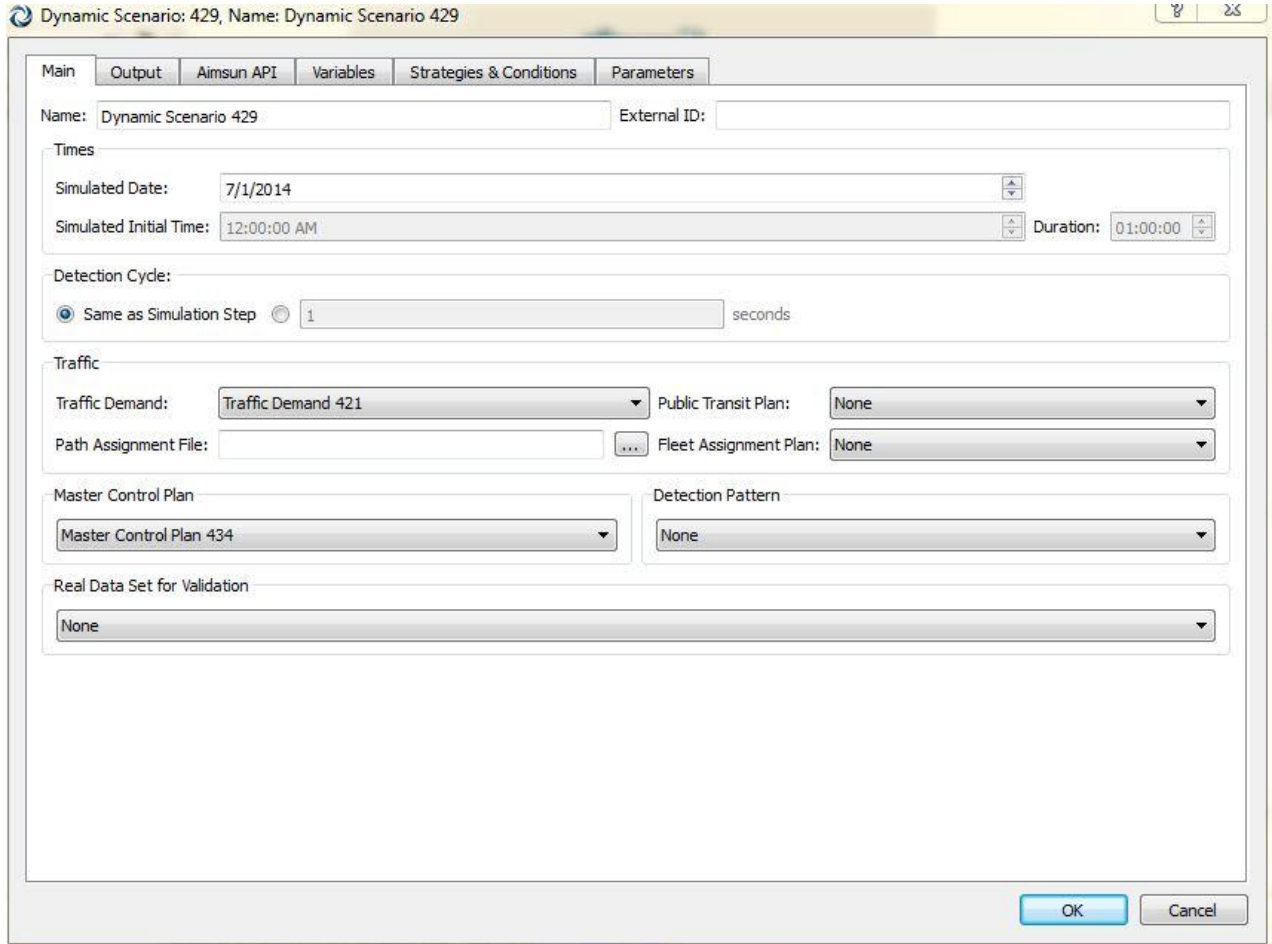 Dynamic Scenario: 429, Name: Dynamic Scenario 429
?
Main Output Aimsun API Variables Strategies & Conditions Parameters
Name: Dynamic Scenario 429 External ID:
Times
Simulated Date: 7/1/2014
Simulated Initial Time: 12:00:00 AM Duration: 01:00:00
Detection Cycle:
Same as Simulation Step 1 seconds
Traffic
Traffic Demand: Traffic Demand 421 Public Transit Plan: None
Path Assignment File: ... Fleet Assignment Plan: None
Master Control Plan Detection Pattern
Master Control Plan 434 None
Real Data Set for Validation
None
OK Cancel